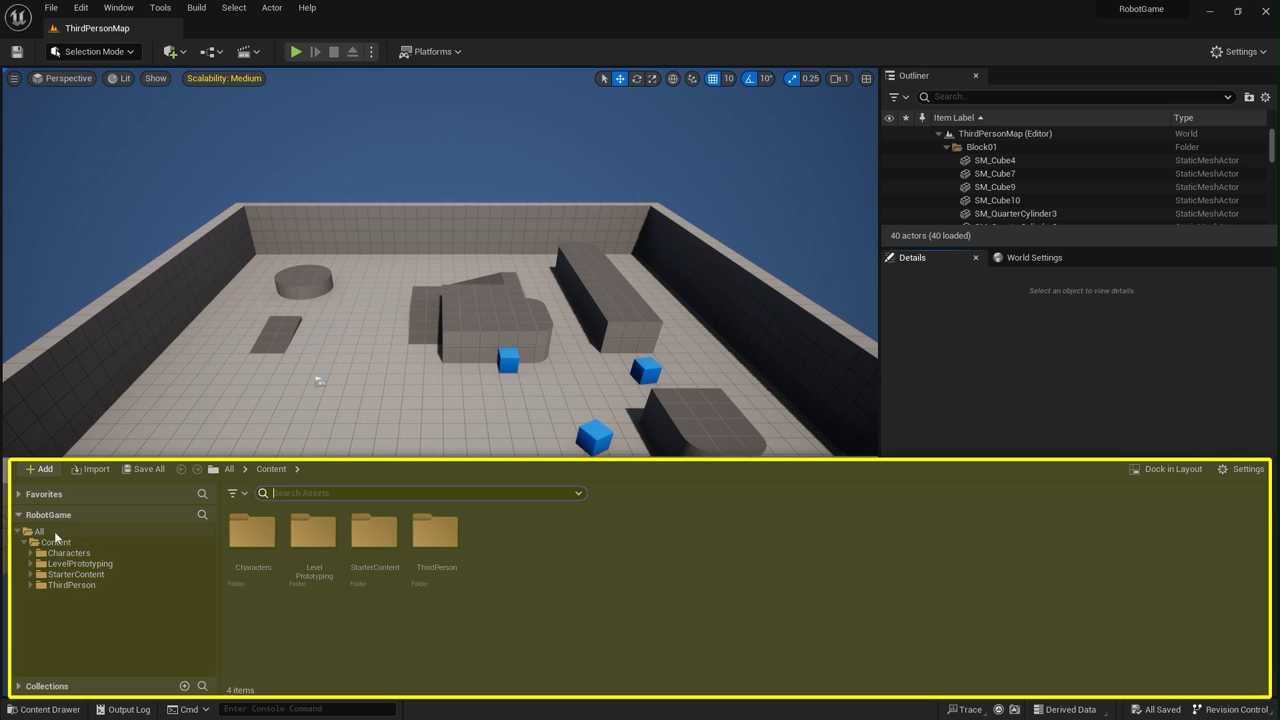 File Edit Window Tools Build Select Actor Help
RobotGame
ThirdPersonMap
Selection Mode
Platforms
Settings
Perspective
Lit
Show
Scalability: Medium
10
10°
0.25
1
Outliner
Search...
Item Label
Type
ThirdPersonMap (Editor) World
Block01 Folder
SM_Cube4 StaticMeshActor
SM_Cube7 StaticMeshActor
SM_Cube9 StaticMeshActor
SM_Cube10 StaticMeshActor
SM_QuarterCylinder3 StaticMeshActor
40 actors (40 loaded)
Details
World Settings
Select an object to view details.
Add
Import
Save All
All
Content
Dock in Layout
Settings
Favorites
Search Assets
RobotGame
All
Content
Characters
LevelPrototyping
StarterContent
ThirdPerson
Characters
Folder
Level
Prototyping
Folder
StarterContent
Folder
ThirdPerson
Folder
Collections
4 items
Content Drawer
Output Log
Cmd
Enter Console Command
Trace
Derived Data
All Saved
Revision Control